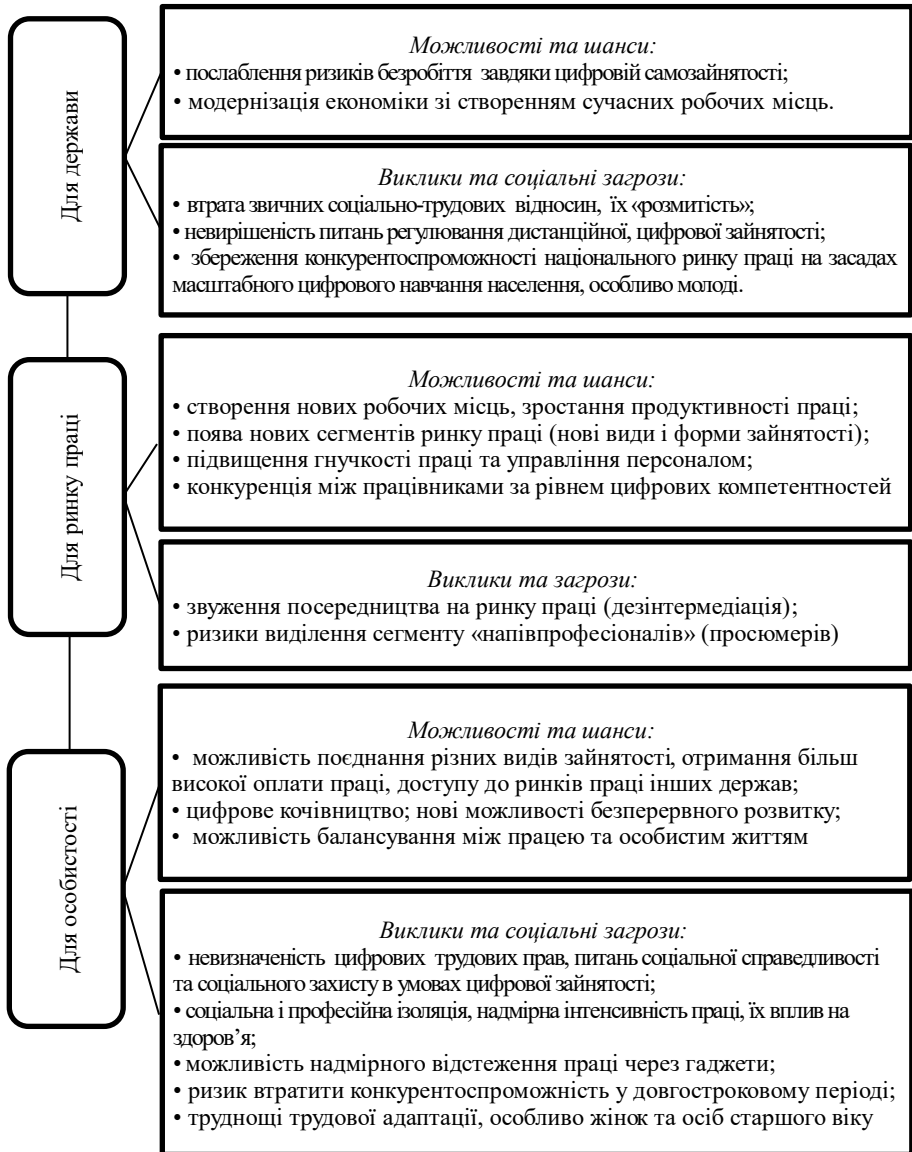 Для держави
Можливості та шанси:
• послаблення ризиків безробіття завдяки цифровій самозайнятості;
• модернізація економіки зі створенням сучасних робочих місць.
Виклики та соціальні загрози:
• втрата звичних соціально-трудових відносин, їх «розмитість»;
• невирішеність питань регулювання дистанційної, цифрової зайнятості;
• збереження конкурентоспроможності національного ринку праці на засадах
масштабного цифрового навчання населення, особливо молоді.
Для ринку праці
Можливості та шанси:
• створення нових робочих місць, зростання продуктивності праці;
• поява нових сегментів ринку праці (нові види і форми зайнятості);
• підвищення гнучкості праці та управління персоналом;
• конкуренція між працівниками за рівнем цифрових компетентностей
Виклики та загрози:
• звуження посередництва на ринку праці (дезінтермедіація);
• ризики виділення сегменту «напівпрофесіоналів» (просюмерів)
Для особистості
Можливості та шанси:
• можливість поєднання різних видів зайнятості, отримання більш
високої оплати праці, доступу до ринків праці інших держав;
• цифрове кочівництво; нові можливості безперервного розвитку;
• можливість балансування між працею та особистим життям
Виклики та соціальні загрози:
• невизначеність цифрових трудових прав, питань соціальної справедливості
та соціального захисту в умовах цифрової зайнятості;
• соціальна і професійна ізоляція, надмірна інтенсивність праці, їх вплив на
здоров’я;
• можливість надмірного відстеження праці через гаджети;
• ризик втратити конкурентоспроможність у довгостроковому періоді;
• труднощі трудової адаптації, особливо жінок та осіб старшого віку